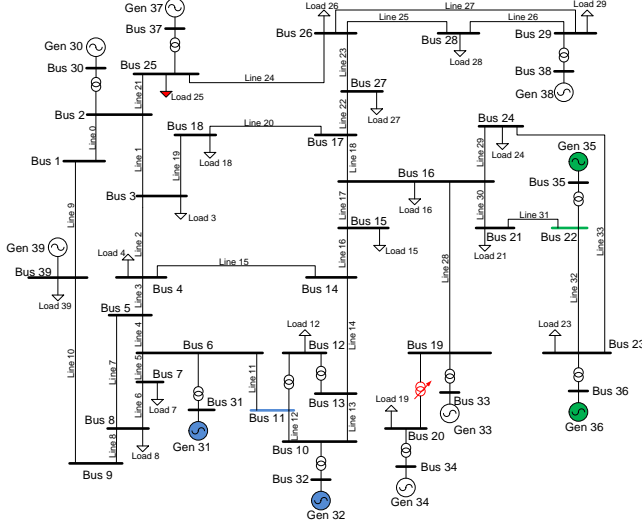 Gen 37
Bus 37
Gen 30
Bus 30
Bus 25
Load 25
Line 24
Line 21
Bus 2
Line 0
Bus 1
Line 9
Line 1
Bus 18
Line 20
Load 18
Line 19
Bus 3
Load 3
Line 2
Load 4
Gen 39
Bus 39
Load 39
Bus 4
Line 15
Bus 14
Line 3
Bus 5
Line 4
Line 10
Line 7
Bus 6
Line 5
Bus 7
Load 7
Line 6
Bus 8
Load 8
Line 8
Bus 9
Bus 31
Gen 31
Line 11
Bus 11
Load 12
Bus 12
Bus 13
Line 12
Line 13
Line 14
Bus 10
Bus 32
Gen 32
Load 26
Line 27
Load 29
Bus 26
Line 25
Line 26
Bus 28
Load 28
Bus 29
Bus 38
Gen 38
Line 23
Bus 27
Load 27
Line 22
Bus 17
Line 18
Bus 16
Load 16
Line 17
Bus 15
Load 15
Line 16
Bus 24
Load 24
Line 29
Line 30
Gen 35
Bus 35
Line 31
Bus 21
Load 21
Bus 22
Line 33
Line 32
Line 28
Bus 19
Bus 33
Gen 33
Load 19
Bus 20
Bus 34
Gen 34
Load 23
Bus 23
Bus 36
Gen 36